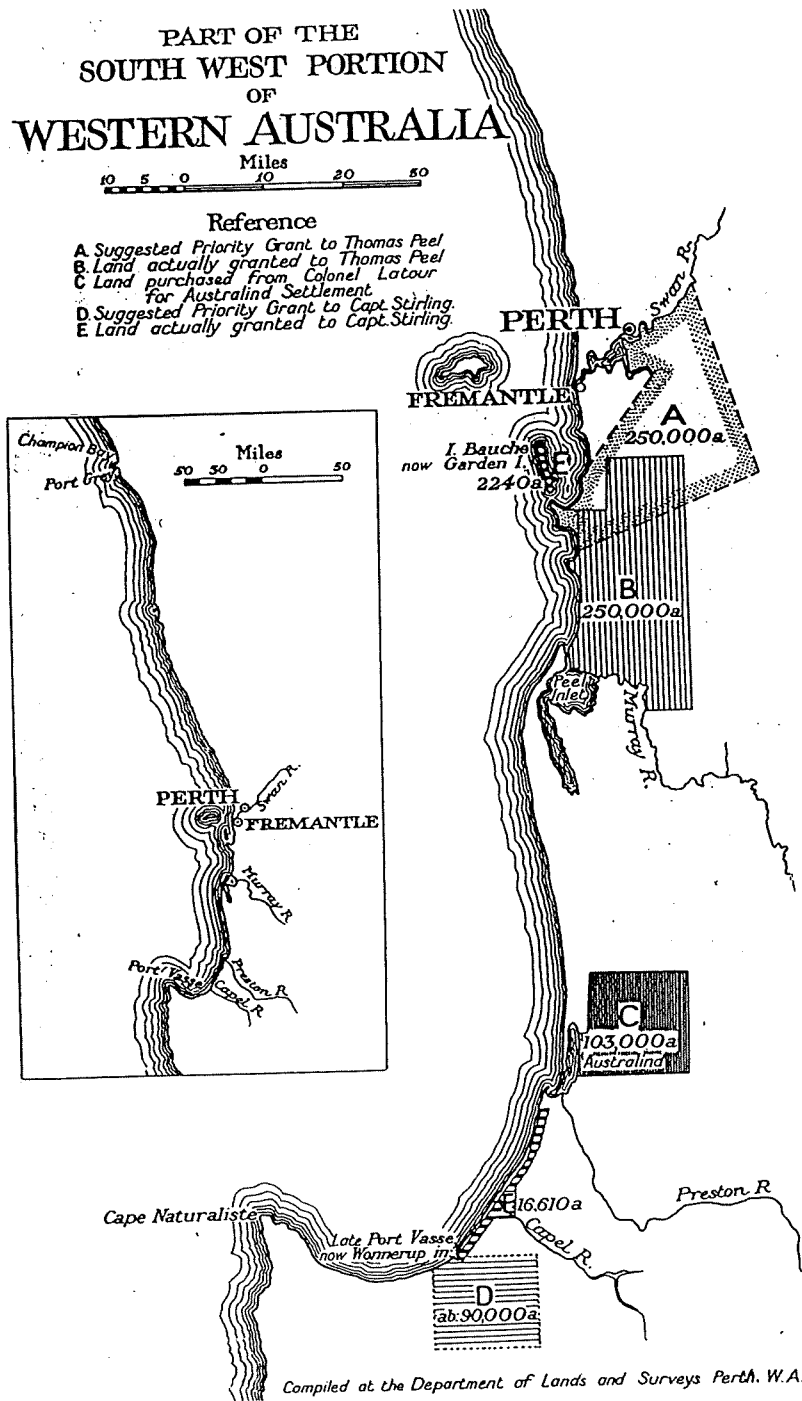 PART OF THE
SOUTH WEST PORTION
OF
WESTERN AUSTRALIA
Miles
10 5 0 10 20 30
Reference
A. Suggested Priority Grant to Thomas Peel
B. Land actually granted to Thomas Peel
C Land purchased from Colonel Latour
for Australind Settlement
D. Suggested Priority Grant to Capt. Stirling.
E Land actually granted to Capt. Stirling.
Swan R.
PERTH
FREMANTLE
A
250,000a
I. Bauche
now Garden I.
2240a
E
B
250,000a
Peel
Inlet
Murray R.
Champion Bay
Port Grey
Miles
50 0 50
PERTH
Swan R.
FREMANTLE
Murray R
Port Vasse
Preston R
Capel R.
C
103,000a
Australind
E 16,610a
Preston R
Cape Naturaliste
Late Port Vasse
now Wonnerup in.
Capel R.
D
ab: 90,000a
Compiled at the Department of Lands and Surveys Perth. W.A.